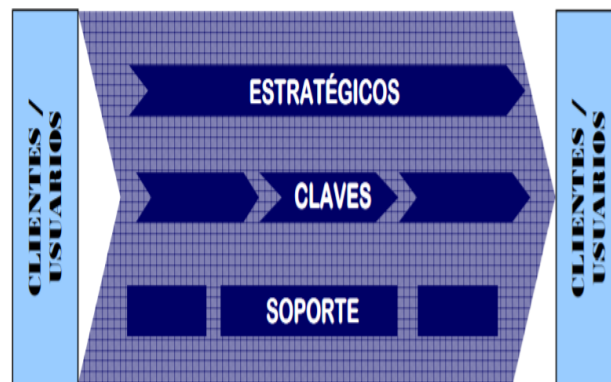 CLIENTES /
USUARIOS
ESTRATÉGICOS
CLAVES
SOPORTE
CLIENTES /
USUARIOS